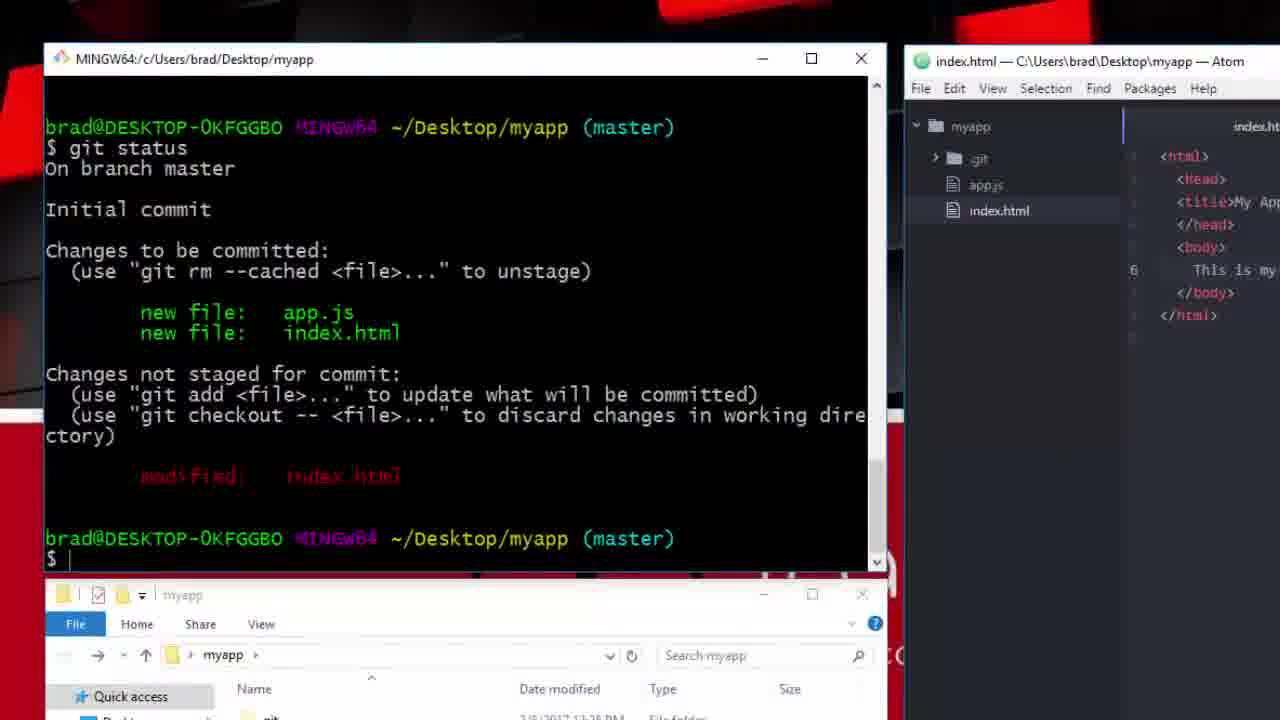 MINGW64:/c/Users/brad/Desktop/myapp
brad@DESKTOP-0KFGGBO MINGW64 ~/Desktop/myapp (master)
$ git status
On branch master
Initial commit
Changes to be committed:
(use "git rm --cached <file>..." to unstage)
new file: app.js
new file: index.html
Changes not staged for commit:
(use "git add <file>..." to update what will be committed)
(use "git checkout -- <file>..." to discard changes in working dire
ctory)
modified: index.html
brad@DESKTOP-0KFGGBO MINGW64 ~/Desktop/myapp (master)
$
index.html — C:\Users\brad\Desktop\myapp — Atom
File Edit View Selection Find Packages Help
myapp
.git
app.js
index.html
index.ht
<html>
<head>
<title>My App
</head>
<body>
6 This is my
</body>
</html>
myapp
File Home Share View
myapp
Search myapp
Quick access
Name Date modified Type Size